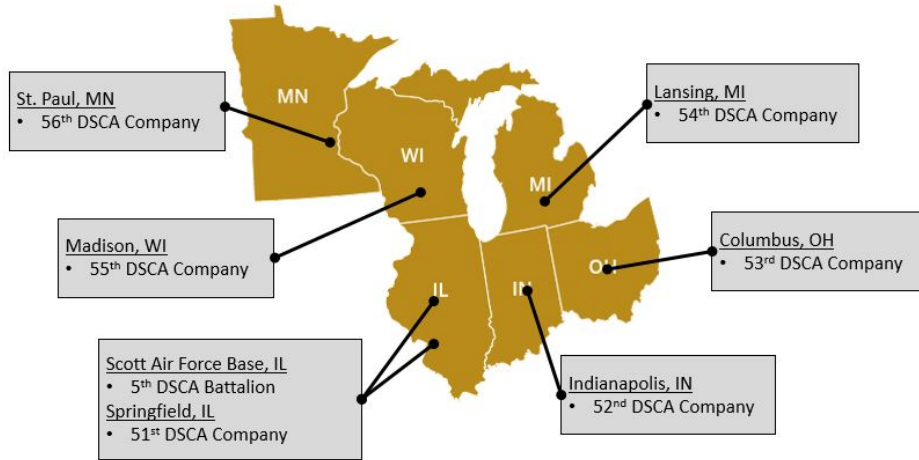 St. Paul, MN
• 56th DSCA Company
MN
Lansing, MI
• 54th DSCA Company
WI
MI
Madison, WI
• 55th DSCA Company
Columbus, OH
• 53rd DSCA Company
OH
IL
IN
Scott Air Force Base, IL
• 5th DSCA Battalion
Springfield, IL
• 51st DSCA Company
Indianapolis, IN
• 52nd DSCA Company